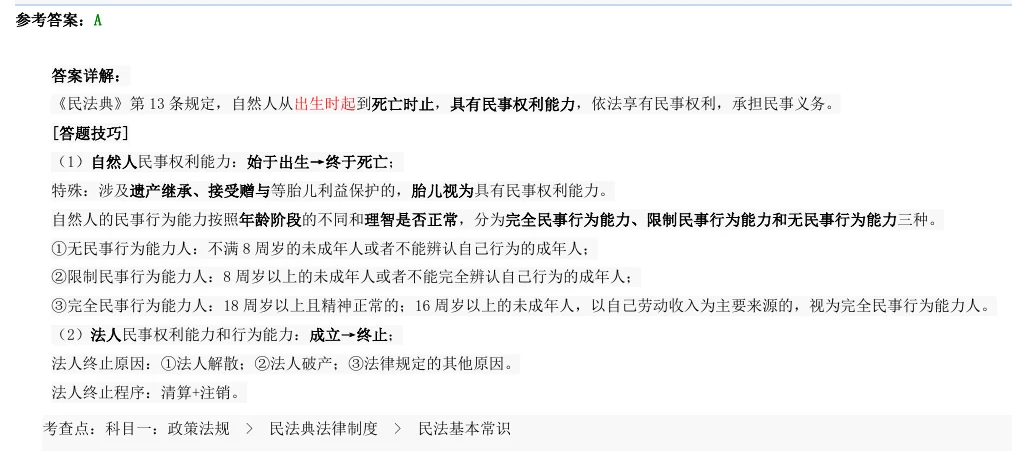 参考答案：A
答案详解：
《民法典》第 13 条规定，自然人从出生时起到死亡时止，具有民事权利能力，依法享有民事权利，承担民事义务。
[答题技巧]
（1）自然人民事权利能力：始于出生→终于死亡；
特殊：涉及遗产继承、接受赠与等胎儿利益保护的，胎儿视为具有民事权利能力。
自然人的民事行为能力按照年龄阶段的不同和理智是否正常，分为完全民事行为能力、限制民事行为能力和无民事行为能力三种。
①无民事行为能力人：不满 8 周岁的未成年人或者不能辨认自己行为的成年人；
②限制民事行为能力人：8 周岁以上的未成年人或者不能完全辨认自己行为的成年人；
③完全民事行为能力人：18 周岁以上且精神正常的；16 周岁以上的未成年人，以自己劳动收入为主要来源的，视为完全民事行为能力人。
（2）法人民事权利能力和行为能力：成立→终止；
法人终止原因：①法人解散；②法人破产；③法律规定的其他原因。
法人终止程序：清算+注销。
考查点：科目一：政策法规 > 民法典法律制度 > 民法基本常识